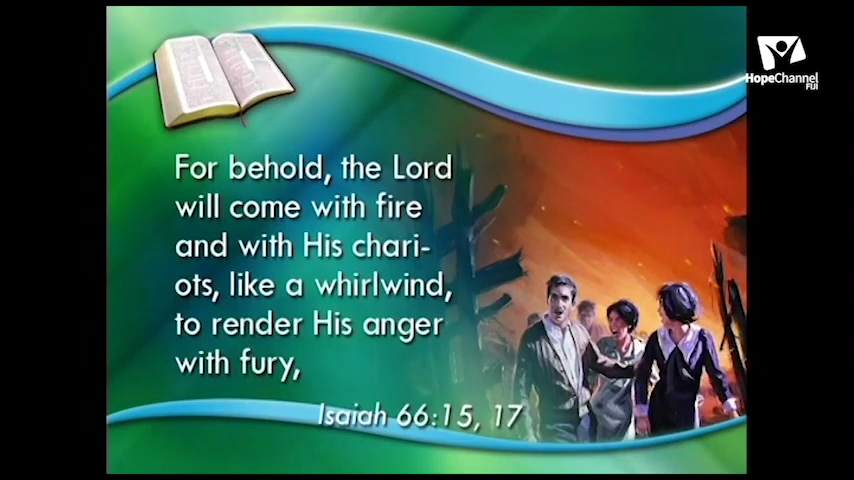 HopeChannel
FIJI
For behold, the Lord
will come with fire
and with His chari-
ots, like a whirlwind,
to render His anger
with fury,
Isaiah 66:15, 17